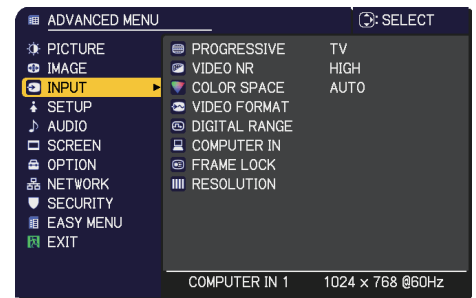 ADVANCED MENU : SELECT
PICTURE PROGRESSIVE TV
IMAGE VIDEO NR HIGH
INPUT COLOR SPACE AUTO
SETUP VIDEO FORMAT
AUDIO DIGITAL RANGE
SCREEN COMPUTER IN
OPTION FRAME LOCK
NETWORK RESOLUTION
SECURITY
EASY MENU
EXIT
COMPUTER IN 1 1024 x 768 @60Hz